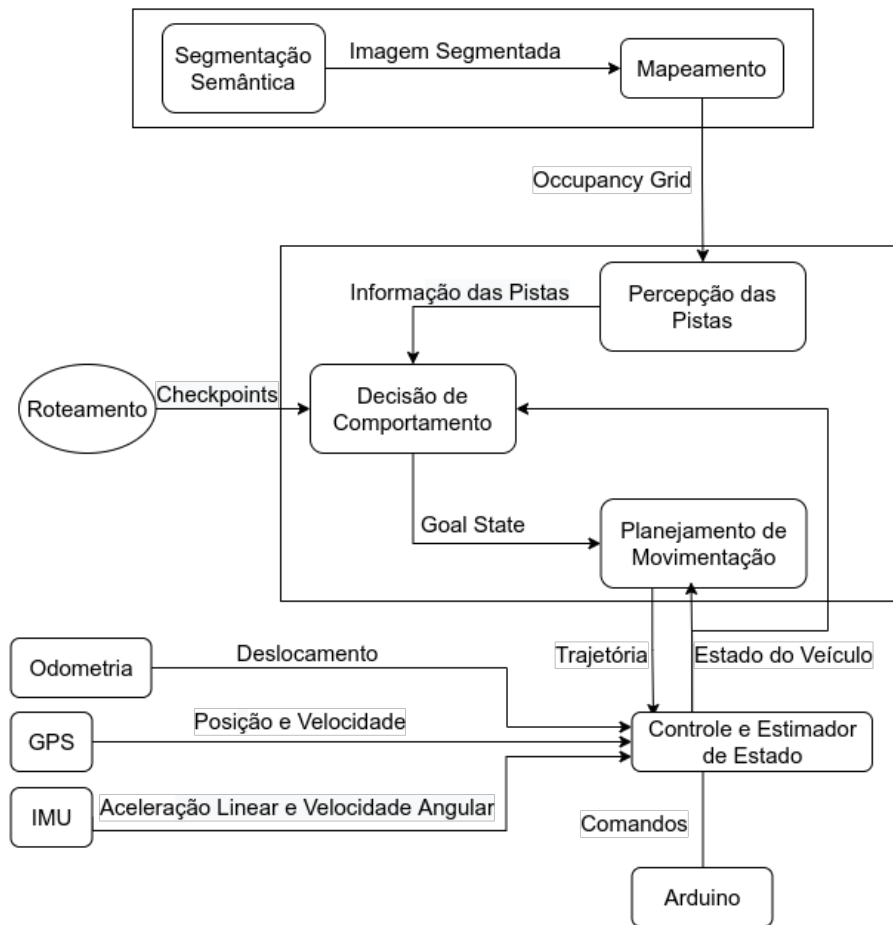 Segmentação
Semântica
Imagem Segmentada
Mapeamento
Occupancy Grid
Informação das Pistas
Percepção das
Pistas
Roteamento
Checkpoints
Decisão de
Comportamento
Goal State
Planejamento de
Movimentação
Trajetória
Estado do Veículo
Odometria
Deslocamento
GPS
Posição e Velocidade
Controle e Estimador
de Estado
IMU
Aceleração Linear e Velocidade Angular
Comandos
Arduino